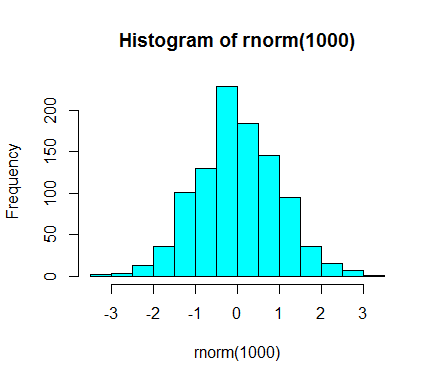 Histogram of rnorm(1000)
Frequency
200
150
100
50
0
-3 -2 -1 0 1 2 3
rnorm(1000)